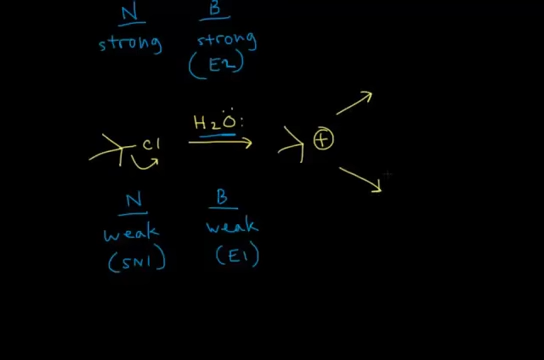 N B
strong strong
(E2)
H2O:
Cl
+
N B
weak weak
(SN1) (E1)